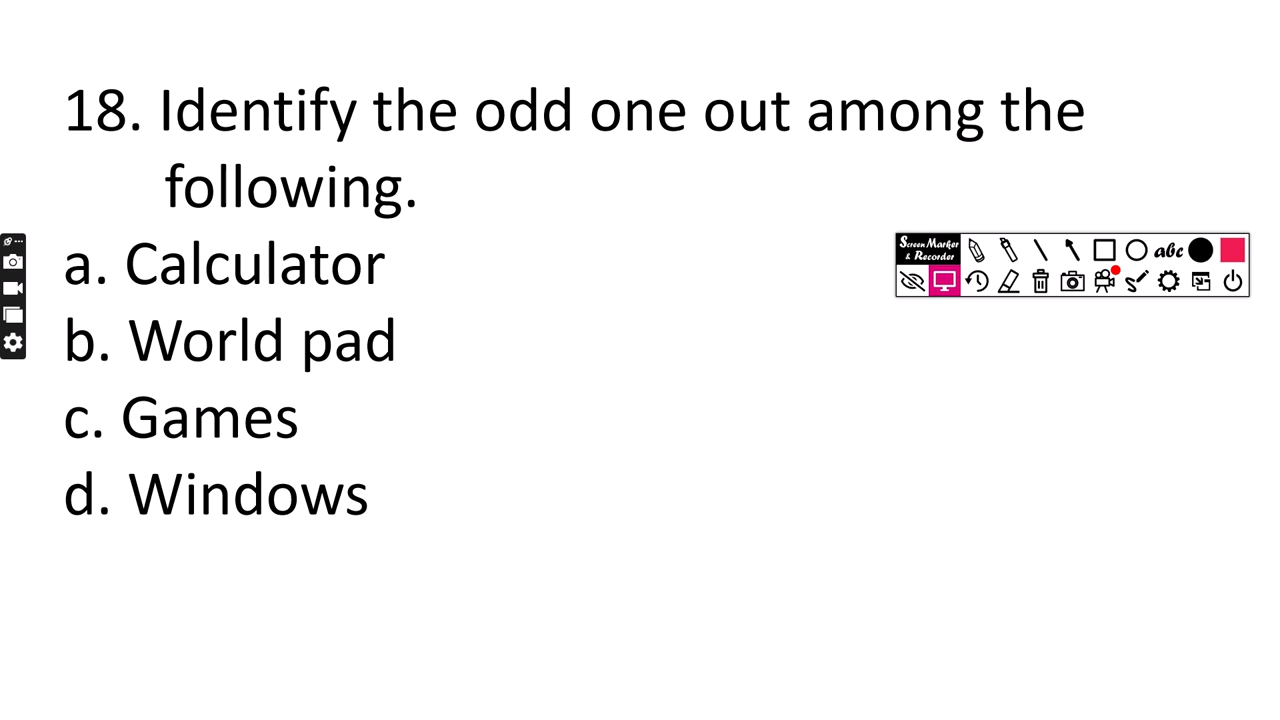 18. Identify the odd one out among the
following.
a. Calculator
b. World pad
c. Games
d. Windows
Screen Marker
& Recorder
abc